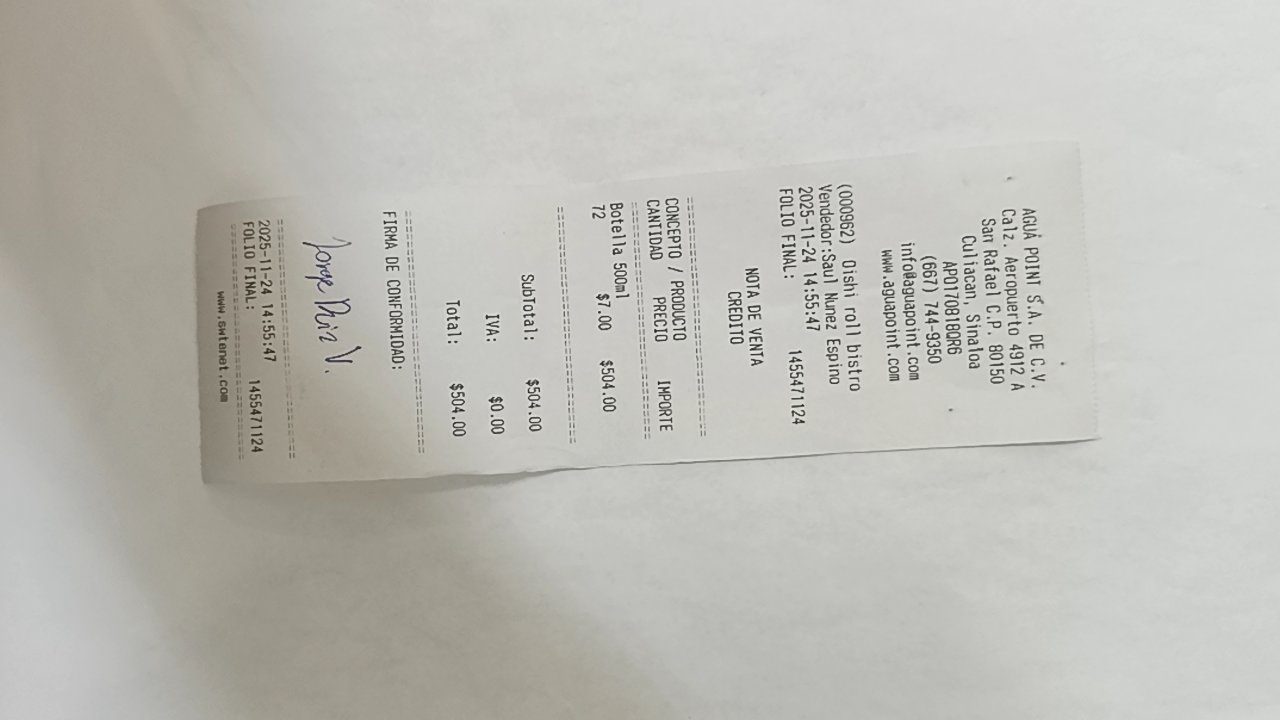 AGUA POINT S.A. DE C.V.
Calz. Aeropuerto 4912 A
San Rafael C.P. 80150
Culiacan, Sinaloa
APO170818QR6
(667) 744-9350
info@aguapoint.com
www.aguapoint.com
(000962) Oishi roll bistro
Vendedor:Saul Nunez Espino
2025-11-24 14:55:47
FOLIO FINAL: 1455471124
NOTA DE VENTA
CREDITO
CONCEPTO / PRODUCTO
CANTIDAD PRECIO IMPORTE
Botella 500ml
72 $7.00 $504.00
SubTotal: $504.00
IVA: $0.00
Total: $504.00
FIRMA DE CONFORMIDAD:
Jorge V.
2025-11-24 14:55:47
FOLIO FINAL: 1455471124
www.swtenet.com